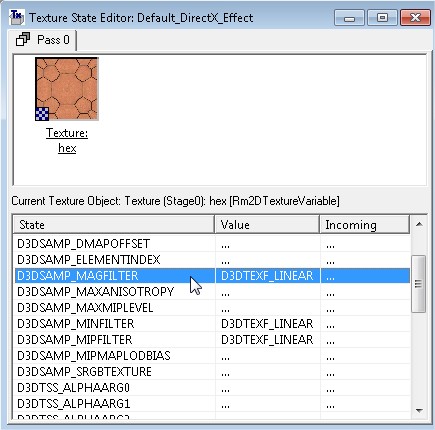 Texture State Editor: Default_DirectX_Effect
Pass 0
Texture:
hex
Current Texture Object: Texture (Stage0): hex [Rm2DTextureVariable]
State Value Incoming
D3DSAMP_DMAPOFFSET ... ...
D3DSAMP_ELEMENTINDEX ... ...
D3DSAMP_MAGFILTER D3DTEXF_LINEAR ...
D3DSAMP_MAXANISOTROPY ... ...
D3DSAMP_MAXMIPLEVEL ... ...
D3DSAMP_MINFILTER D3DTEXF_LINEAR ...
D3DSAMP_MIPFILTER D3DTEXF_LINEAR ...
D3DSAMP_MIPMAPLODBIAS ... ...
D3DSAMP_SRGBTEXTURE ... ...
D3DTSS_ALPHAARG0 ... ...
D3DTSS_ALPHAARG1 ... ...
D3DTSS_ALPHAARG2 ... ...